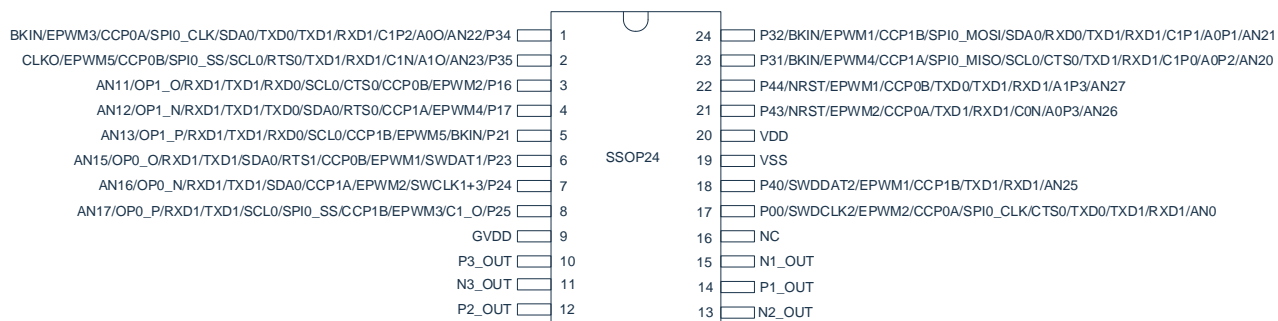 BKIN/EPWM3/CCP0A/SPI0_CLK/SDA0/TXD0/TXD1/RXD1/C1P2/A0O/AN22/P34 1
CLKO/EPWM5/CCP0B/SPI0_SS/SCL0/RTS0/TXD1/RXD1/C1N/A1O/AN23/P35 2
AN11/OP1_O/RXD1/TXD1/RXD0/SCL0/CTS0/CCP0B/EPWM2/P16 3
AN12/OP1_N/RXD1/TXD1/TXD0/SDA0/RTS0/CCP1A/EPWM4/P17 4
AN13/OP1_P/RXD1/TXD1/RXD0/SCL0/CCP1B/EPWM5/BKIN/P21 5
AN15/OP0_O/RXD1/TXD1/SDA0/RTS1/CCP0B/EPWM1/SWDAT1/P23 6
AN16/OP0_N/RXD1/TXD1/SDA0/CCP1A/EPWM2/SWCLK1+3/P24 7
AN17/OP0_P/RXD1/TXD1/SCL0/SPI0_SS/CCP1B/EPWM3/C1_O/P25 8
GVDD 9
P3_OUT 10
N3_OUT 11
P2_OUT 12
SSOP24
24 P32/BKIN/EPWM1/CCP1B/SPI0_MOSI/SDA0/RXD0/TXD1/RXD1/C1P1/A0P1/AN21
23 P31/BKIN/EPWM4/CCP1A/SPI0_MISO/SCL0/CTS0/TXD1/RXD1/C1P0/A0P2/AN20
22 P44/NRST/EPWM1/CCP0B/TXD0/TXD1/RXD1/A1P3/AN27
21 P43/NRST/EPWM2/CCP0A/TXD1/RXD1/C0N/A0P3/AN26
20 VDD
19 VSS
18 P40/SWDDAT2/EPWM1/CCP1B/TXD1/RXD1/AN25
17 P00/SWDCLK2/EPWM2/CCP0A/SPI0_CLK/CTS0/TXD0/TXD1/RXD1/AN0
16 NC
15 N1_OUT
14 P1_OUT
13 N2_OUT